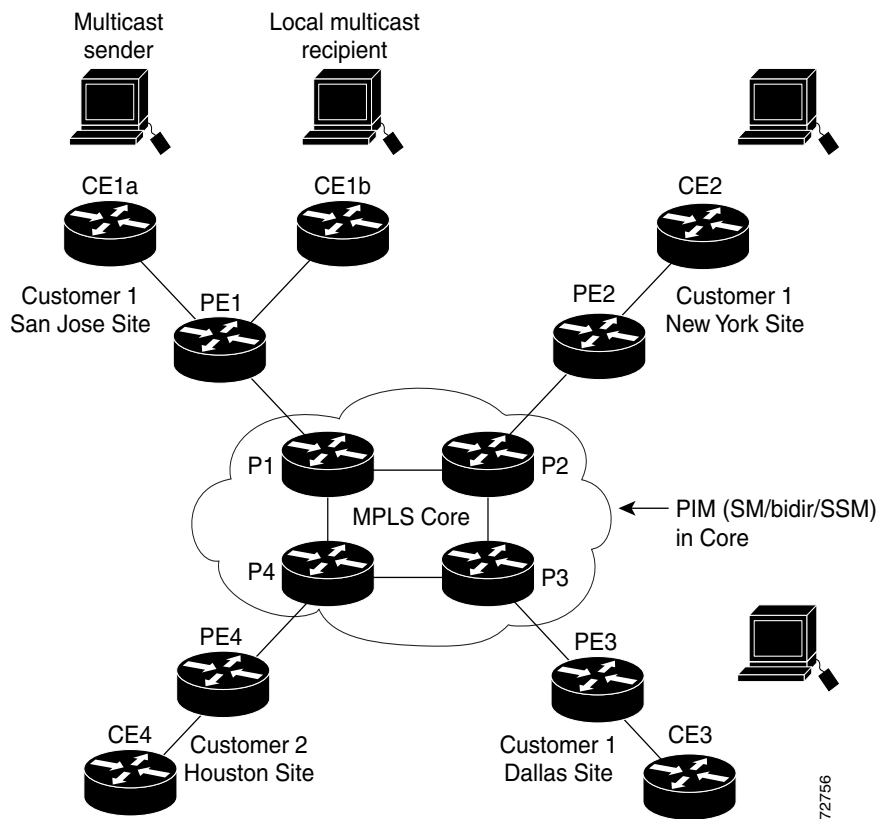 Multicast
sender
Local multicast
recipient
CE1a
CE1b
CE2
Customer 1
San Jose Site
PE1
PE2
Customer 1
New York Site
P1
P2
MPLS Core
PIM (SM/bidir/SSM)
in Core
P4
P3
PE4
PE3
CE4
Customer 2
Houston Site
Customer 1
Dallas Site
CE3
72756